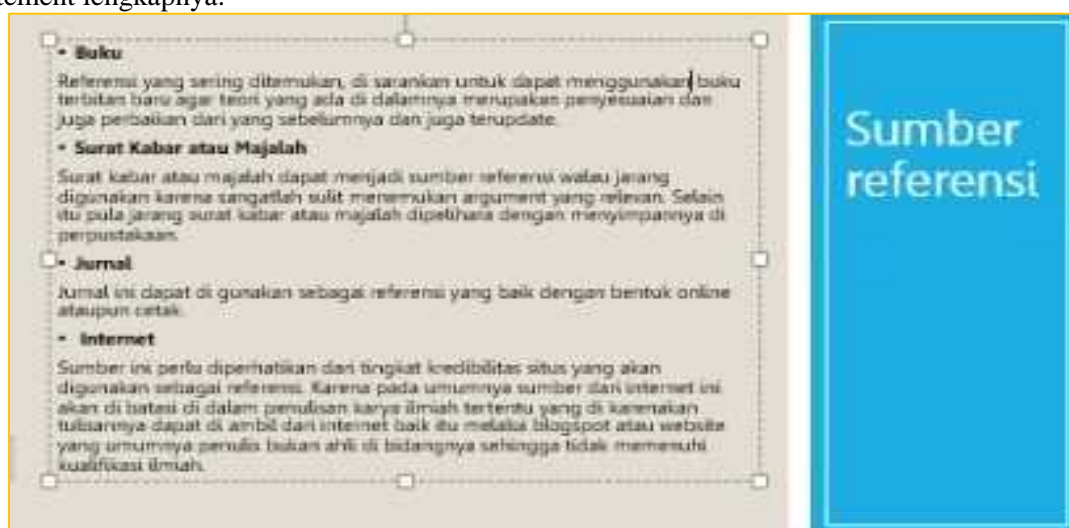 lengkapnya.
• Buku
Referensi yang sering ditemukan, di sarankan untuk dapat menggunakan buku
terbitan baru agar teori yang ada di dalamnya merupakan penyesuaian dan
juga perbaikan dari yang sebelumnya dan juga terupdate.
• Surat Kabar atau Majalah
Surat kabar atau majalah dapat menjadi sumber referensi walau jarang
digunakan karena sangatlah sulit menemukan argument yang relevan. Selain
itu pula jarang surat kabar atau majalah dipelihara dengan menyimpannya di
perpustakaan.
• Jurnal
Jurnal ini dapat di gunakan sebagai referensi yang baik dengan bentuk online
ataupun cetak.
• Internet
Sumber ini perlu diperhatikan dari tingkat kredibilitas situs yang akan
digunakan sebagai referensi. Karena pada umumnya sumber dari internet ini
akan di batasi di dalam penulisan karya ilmiah tertentu yang di karenakan
tulisannya dapat di ambil dari internet baik itu melalui blogspot atau website
yang umumnya penulis bukan ahli di bidangnya sehingga tidak memenuhi
kualifikasi ilmiah.
Sumber
referensi